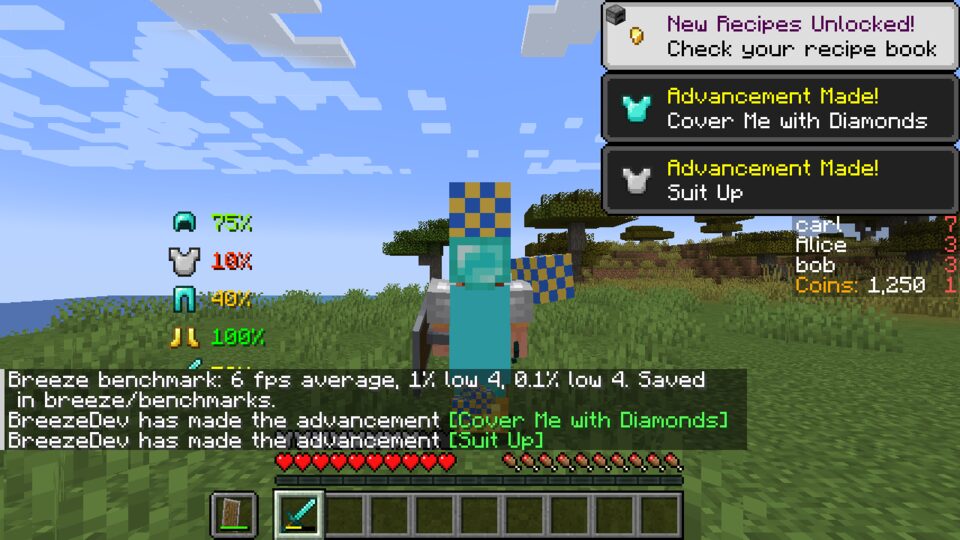 New Recipes Unlocked!
Check your recipe book
Advancement Made!
Cover Me with Diamonds
Advancement Made!
Suit Up
carl 7
Alice 3
bob 3
Coins: 1,250 1
75%
10%
40%
100%
Breeze benchmark: 6 fps average, 1% low 4, 0.1% low 4. Saved
in breeze/benchmarks.
BreezeDev has made the advancement [Cover Me with Diamonds]
BreezeDev has made the advancement [Suit Up]